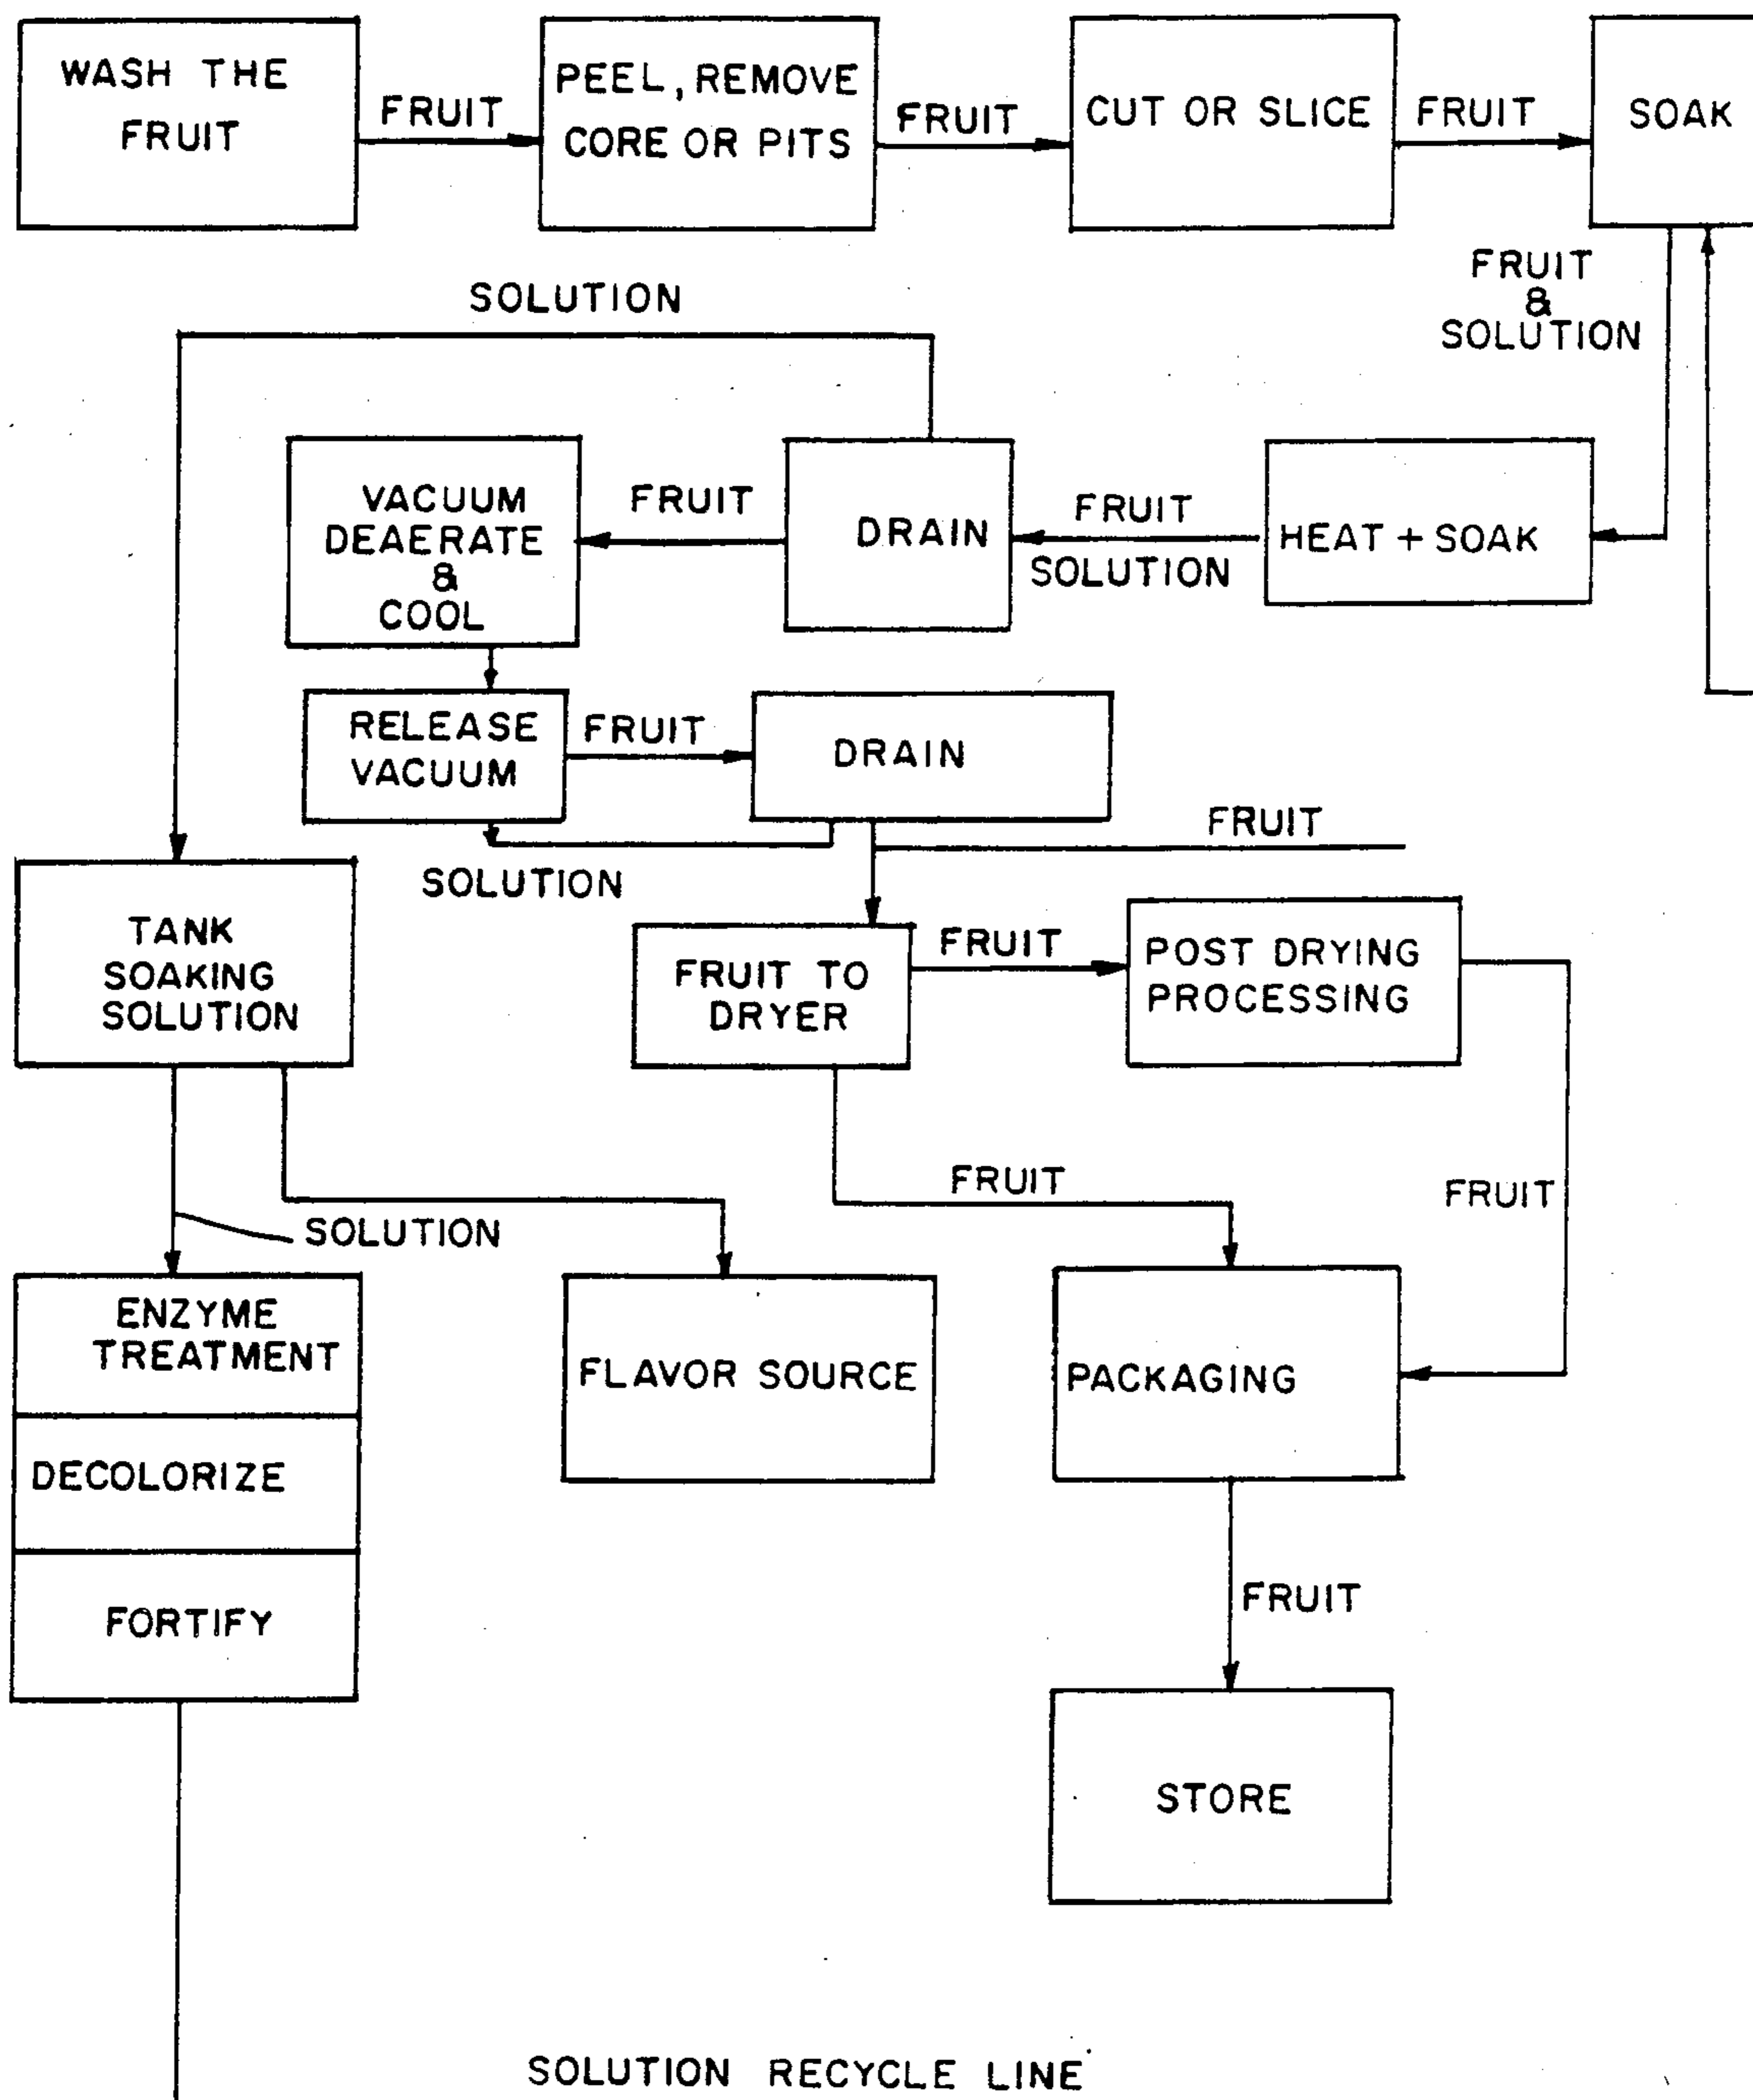 WASH THE
FRUIT
FRUIT
PEEL, REMOVE
CORE OR PITS
FRUIT
CUT OR SLICE
FRUIT
SOAK
FRUIT
&
SOLUTION
SOLUTION
VACUUM
DEAERATE
&
COOL
FRUIT
DRAIN
FRUIT
SOLUTION
HEAT + SOAK
RELEASE
VACUUM
FRUIT
DRAIN
SOLUTION
FRUIT
TANK
SOAKING
SOLUTION
FRUIT TO
DRYER
FRUIT
POST DRYING
PROCESSING
FRUIT
FRUIT
SOLUTION
ENZYME
TREATMENT
DECOLORIZE
FORTIFY
FLAVOR SOURCE
PACKAGING
FRUIT
STORE
SOLUTION RECYCLE LINE